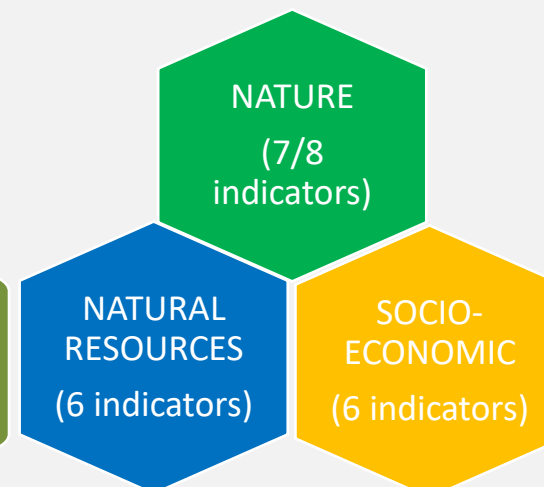 NATURE
(7/8
indicators)
NATURAL
RESOURCES
(6 indicators)
SOCIO-
ECONOMIC
(6 indicators)